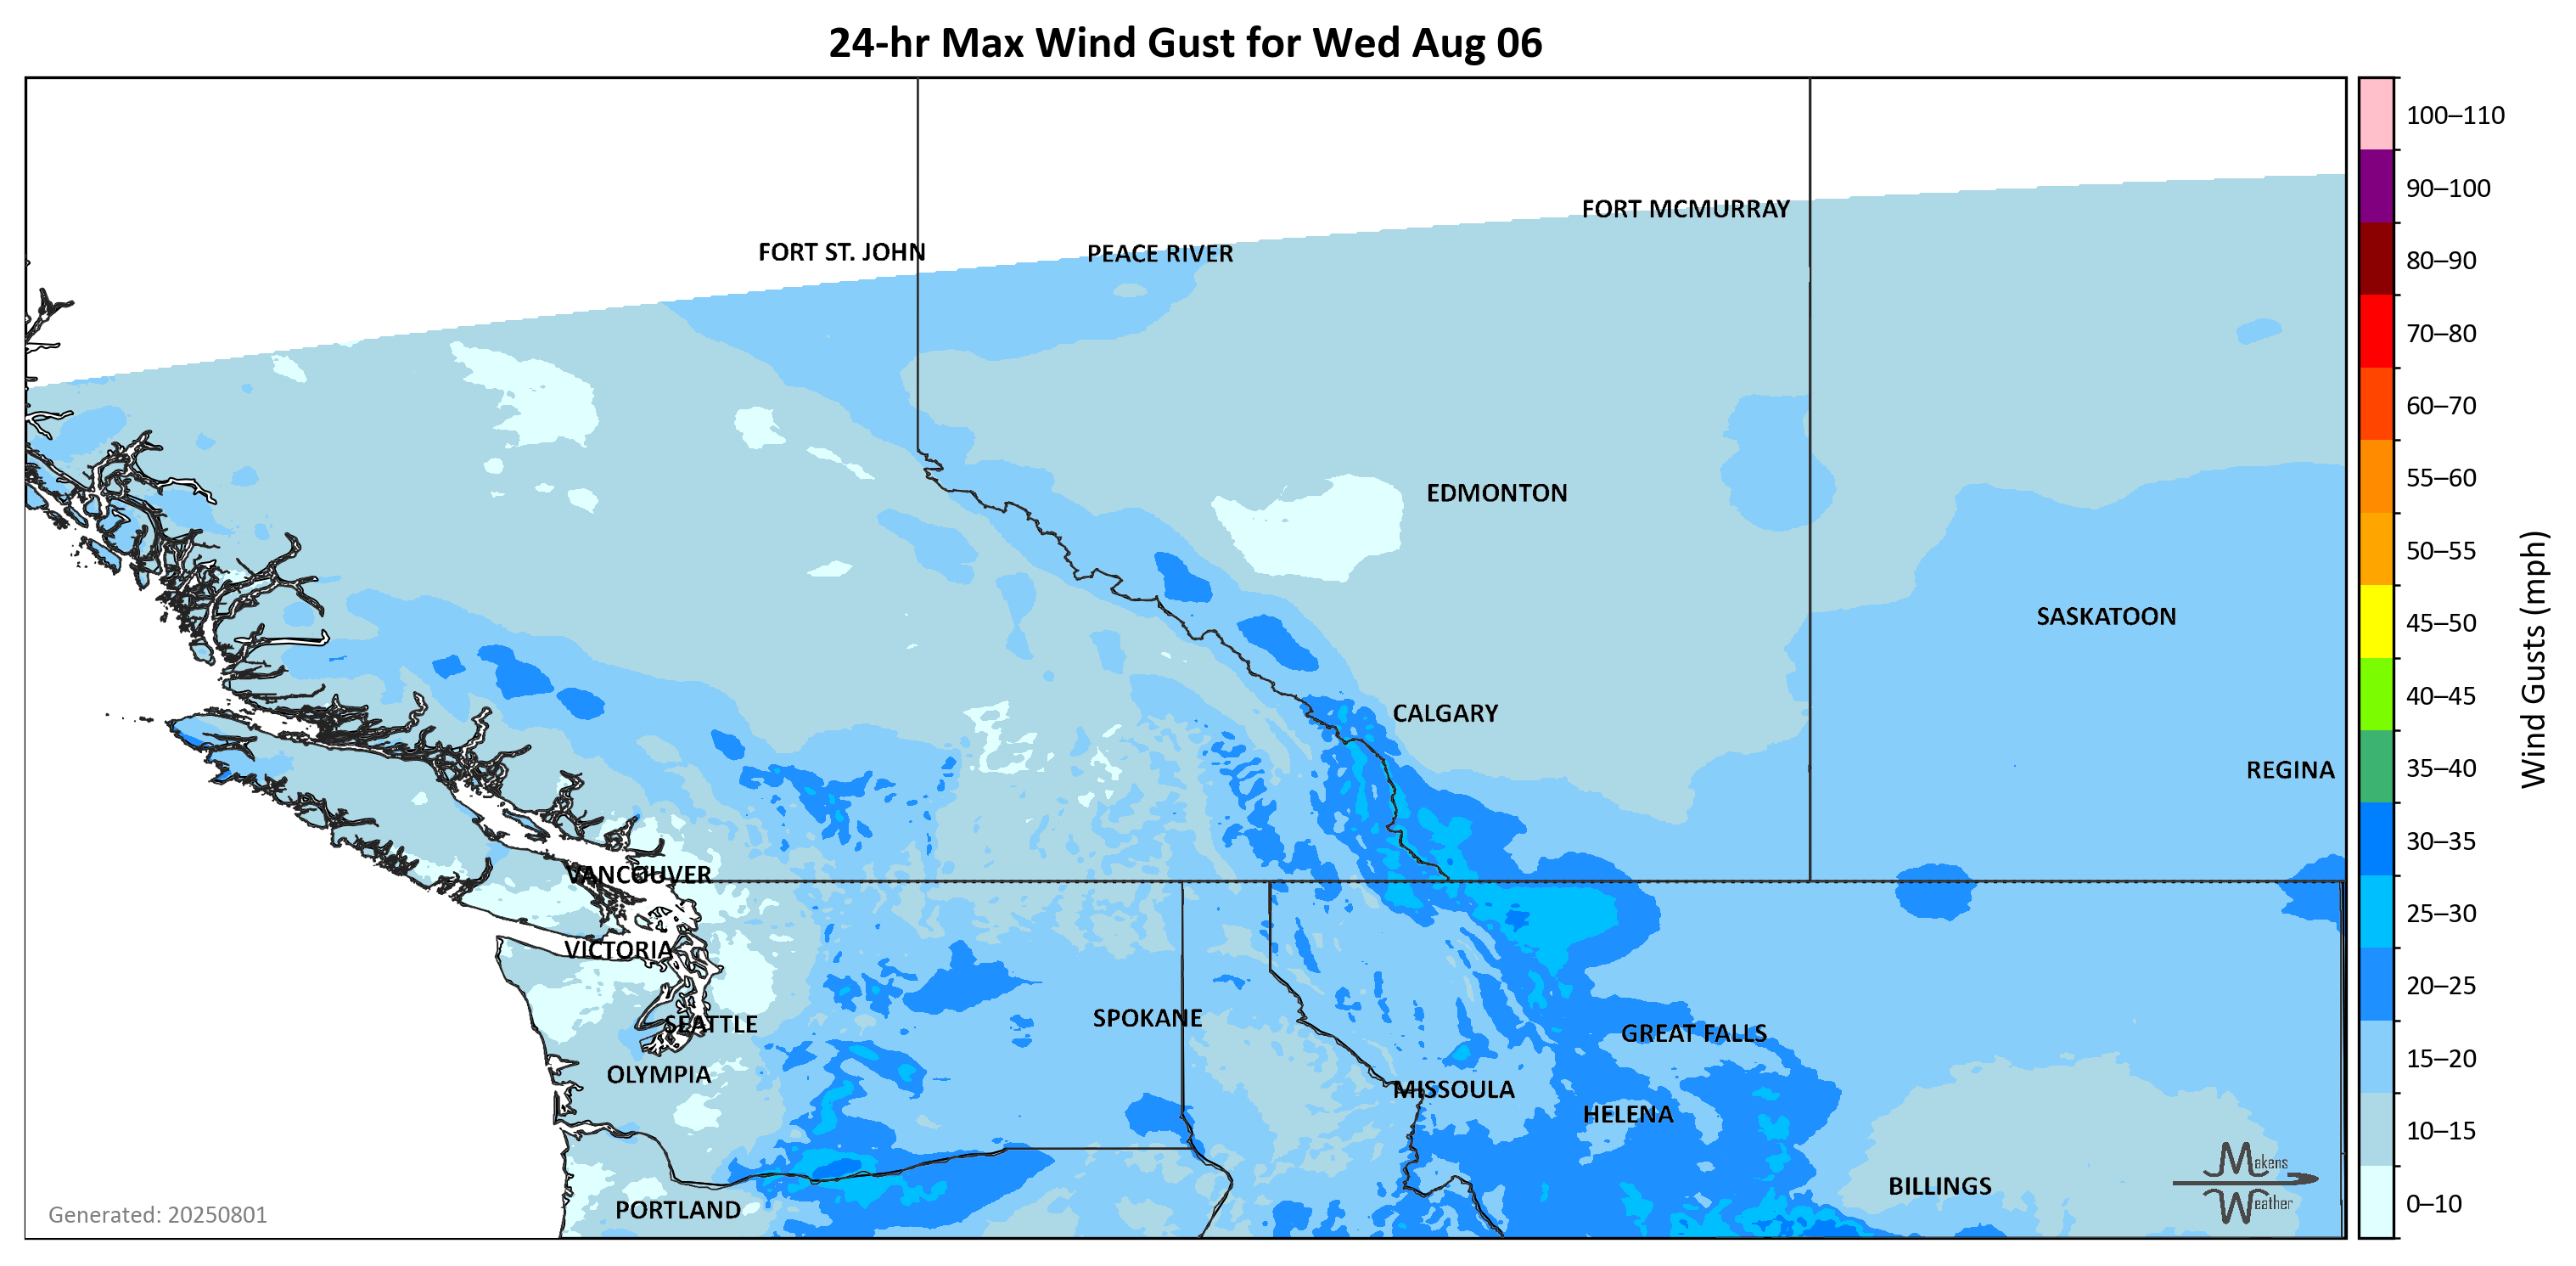 24-hr Max Wind Gust for Wed Aug 06
100–110
90–100
80–90
70–80
60–70
55–60
50–55
45–50
40–45
35–40
30–35
25–30
20–25
15–20
10–15
0–10
Wind Gusts (mph)
FORT MCMURRAY
FORT ST. JOHN
PEACE RIVER
EDMONTON
SASKATOON
CALGARY
REGINA
VANCOUVER
VICTORIA
SEATTLE
SPOKANE
GREAT FALLS
OLYMPIA
MISSOULA
HELENA
BILLINGS
PORTLAND
Makens
Weather
Generated: 20250801